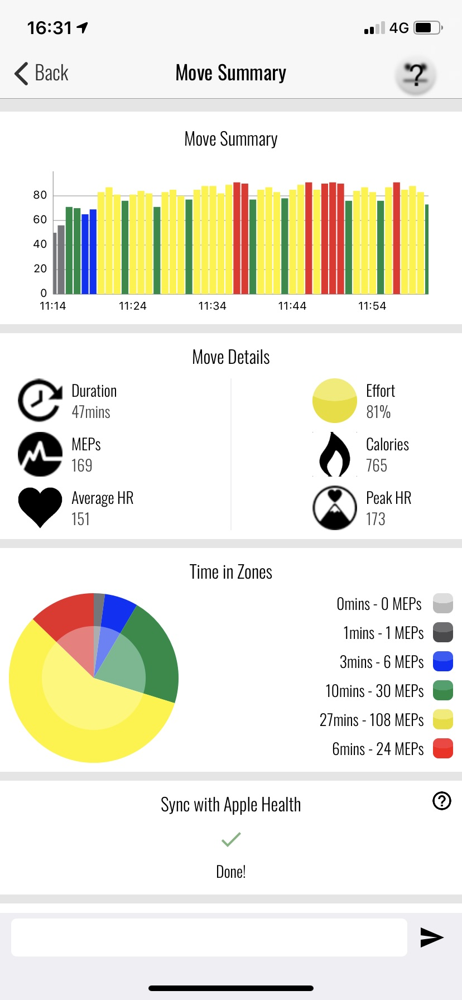 16:31 4G
Back Move Summary
Move Summary
80
60
40
20
0
11:14 11:24 11:34 11:44 11:54
Move Details
Duration
47mins
Effort
81%
MEPs
169
Calories
765
Average HR
151
Peak HR
173
Time in Zones
0mins - 0 MEPs
1mins - 1 MEPs
3mins - 6 MEPs
10mins - 30 MEPs
27mins - 108 MEPs
6mins - 24 MEPs
Sync with Apple Health
Done!